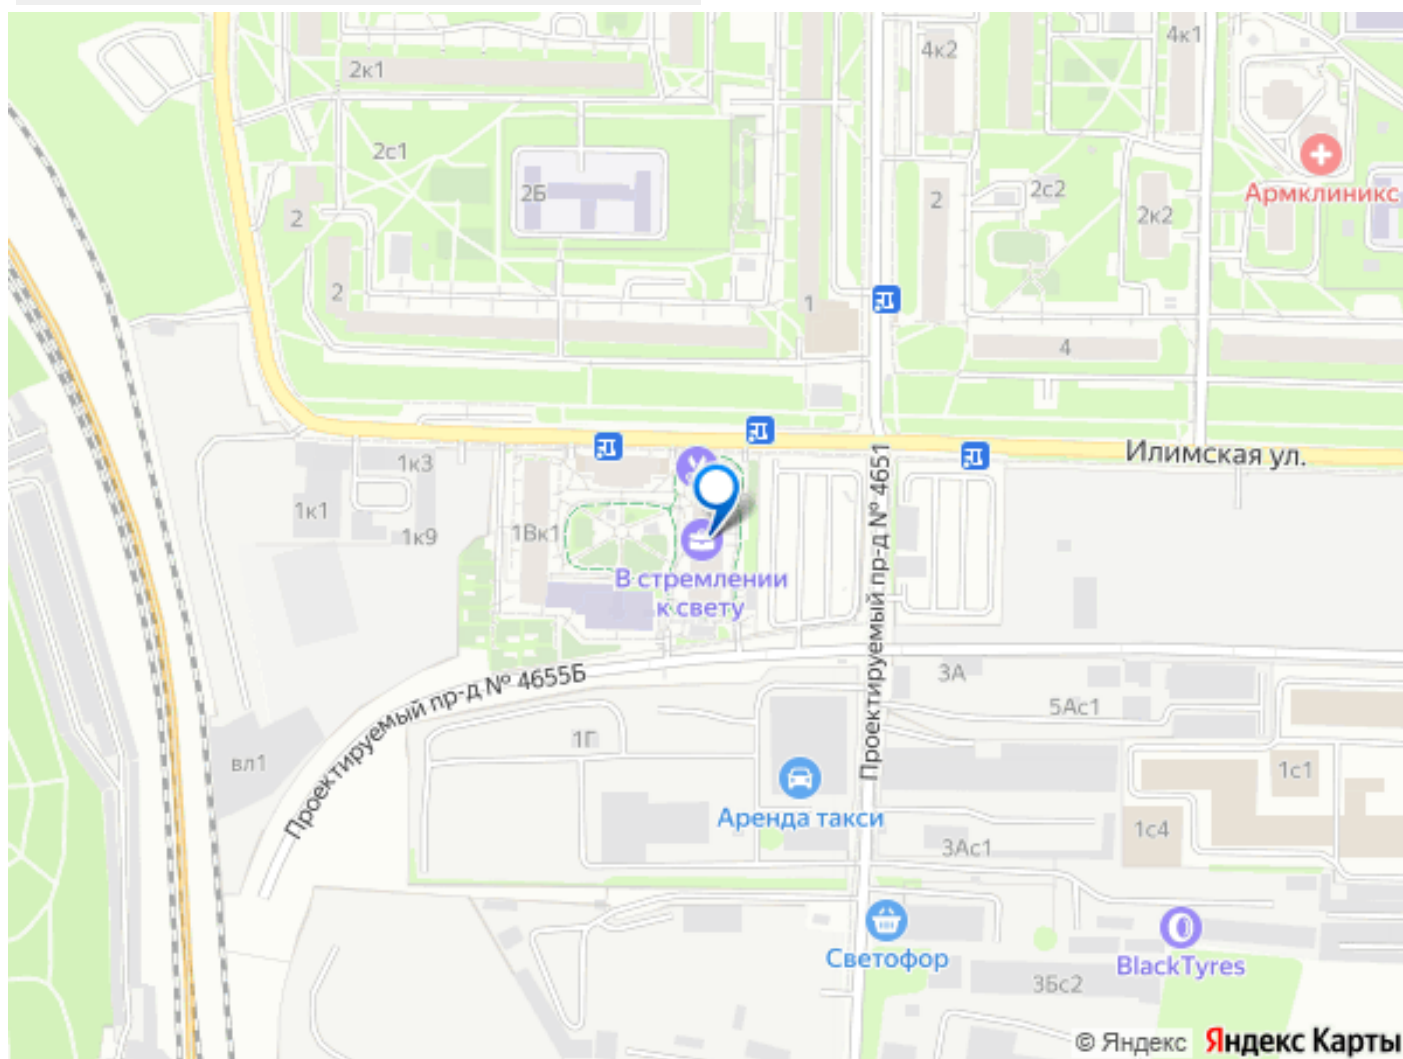 2к1
4к2
4к1
2с1
2Б
2
2с2
2к2
Армклиникс
2
2
1
4
Илимская ул.
1к3
1к1
1к9
1Вк1
В стремлении
к свету
Проектируемый пр-д № 4651
Проектируемый пр-д № 4655Б
3А
5Ас1
1Г
вл1
1с1
Аренда такси
1с4
3Ас1
Светофор
BlackTyres
3Бс2
© Яндекс Яндекс Карты